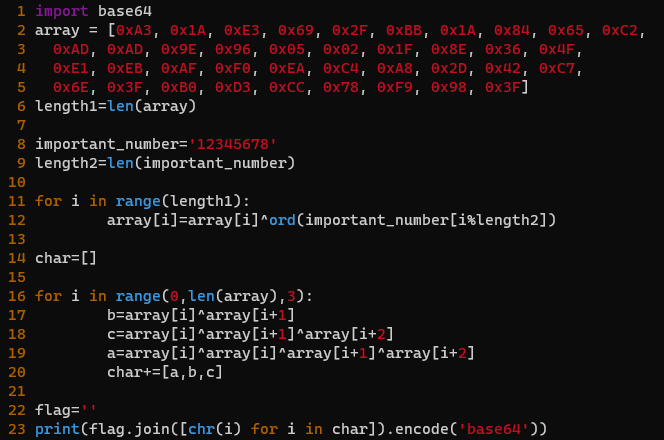 1 import base64
2 array = [0xA3, 0x1A, 0xE3, 0x69, 0x2F, 0xBB, 0x1A, 0x84, 0x65, 0xC2,
3   0xAD, 0xAD, 0x9E, 0x96, 0x05, 0x02, 0x1F, 0x8E, 0x36, 0x4F,
4   0xE1, 0xEB, 0xAF, 0xF0, 0xEA, 0xC4, 0xA8, 0x2D, 0x42, 0xC7,
5   0x6E, 0x3F, 0xB0, 0xD3, 0xCC, 0x78, 0xF9, 0x98, 0x3F]
6 length1=len(array)
7
8 important_number='12345678'
9 length2=len(important_number)
10
11 for i in range(length1):
12         array[i]=array[i]^ord(important_number[i%length2])
13
14 char=[]
15
16 for i in range(0,len(array),3):
17         b=array[i]^array[i+1]
18         c=array[i]^array[i+1]^array[i+2]
19         a=array[i]^array[i]^array[i+1]^array[i+2]
20         char+=[a,b,c]
21
22 flag=''
23 print(flag.join([chr(i) for i in char]).encode('base64'))